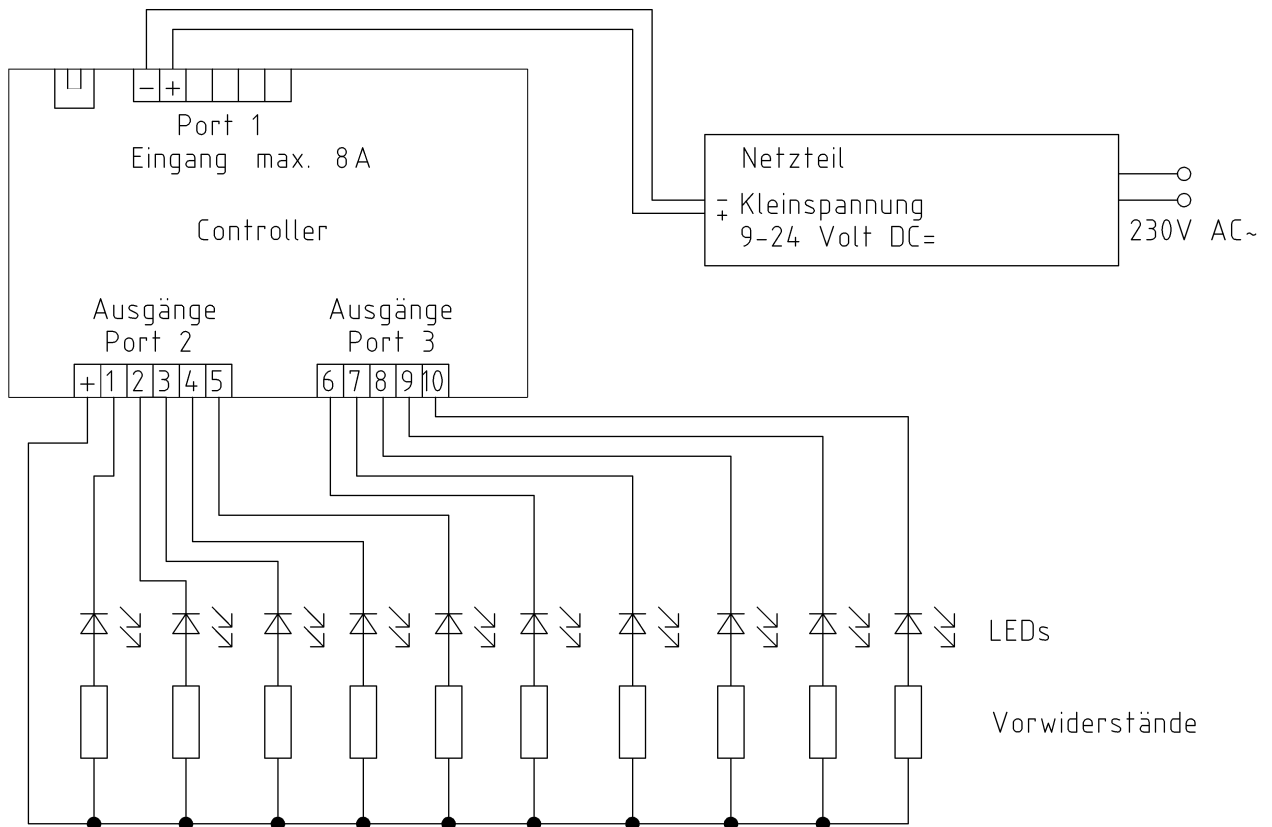 - +
Port 1
Eingang max. 8A
Controller
Netzteil
- Kleinspannung
+ 9-24 Volt DC=
230V AC~
Ausgänge
Port 2
+ 1 2 3 4 5
Ausgänge
Port 3
6 7 8 9 10
LEDs
Vorwiderstände